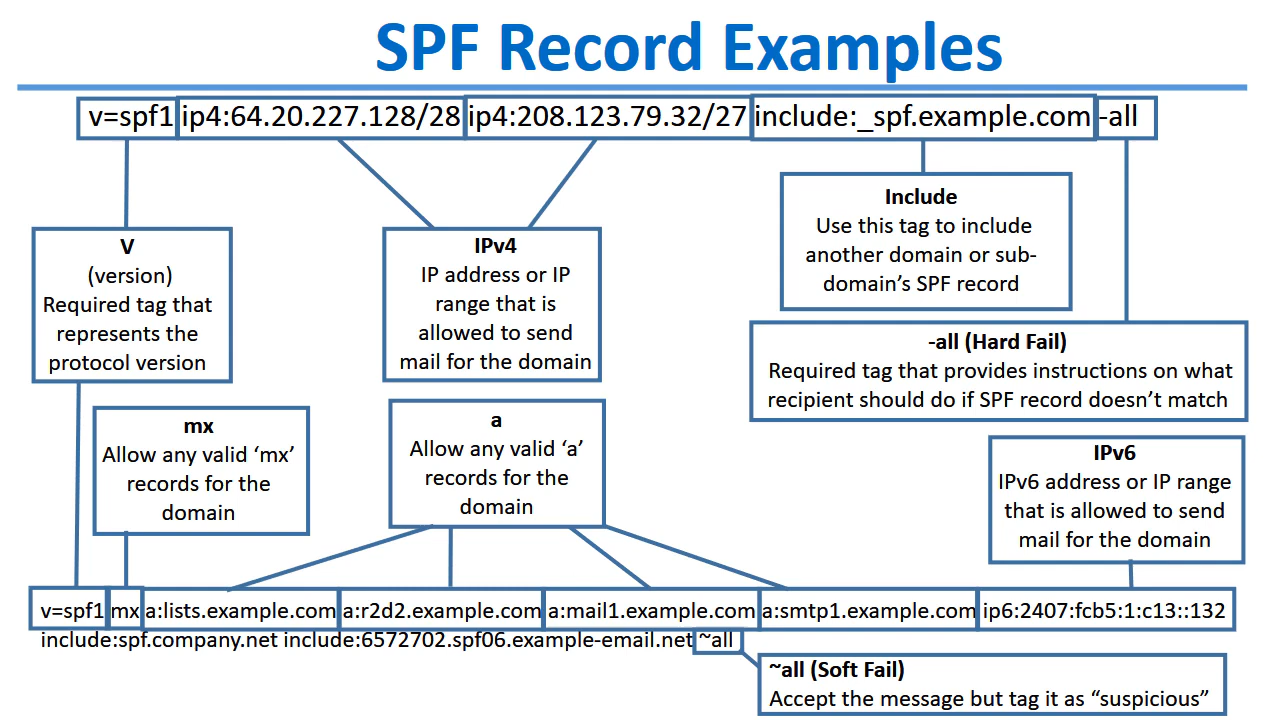 SPF Record Examples
v=spf1 ip4:64.20.227.128/28 ip4:208.123.79.32/27 include:_spf.example.com -all
Include
Use this tag to include
another domain or sub-
domain’s SPF record
V
(version)
Required tag that
represents the
protocol version
IPv4
IP address or IP
range that is
allowed to send
mail for the domain
-all (Hard Fail)
Required tag that provides instructions on what
recipient should do if SPF record doesn’t match
mx
Allow any valid ‘mx’
records for the
domain
a
Allow any valid ‘a’
records for the
domain
IPv6
IPv6 address or IP range
that is allowed to send
mail for the domain
v=spf1 mx a:lists.example.com a:r2d2.example.com a:mail1.example.com a:smtp1.example.com ip6:2407:fcb5:1:c13::132
include:spf.company.net include:6572702.spf06.example-email.net ~all
~all (Soft Fail)
Accept the message but tag it as “suspicious”